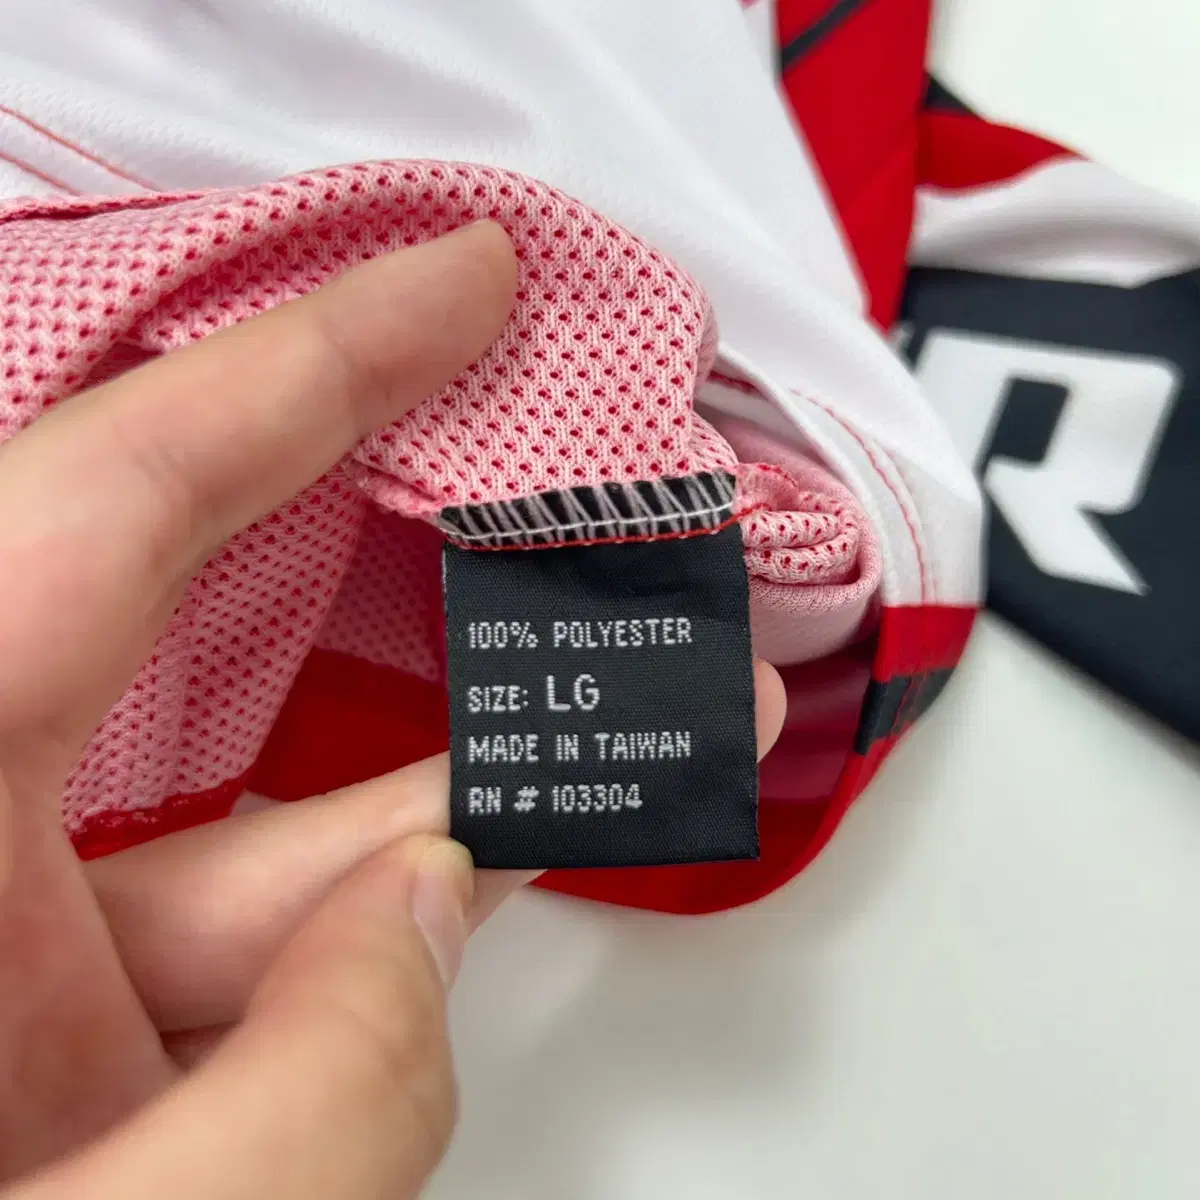 100% POLYESTER
SIZE: LG
MADE IN TAIWAN
RN # 103304
R